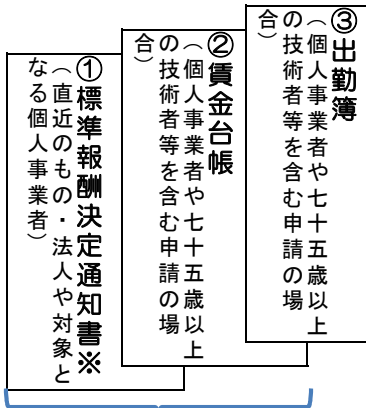 ③出勤簿
（個人事業者や七十五歳以上
の技術者等を含む申請の場
合）
②賃金台帳
（個人事業者や七十五歳以上
の技術者等を含む申請の場
合）
①標準報酬決定通知書※
（直近のもの・法人や対象と
なる個人事業者）